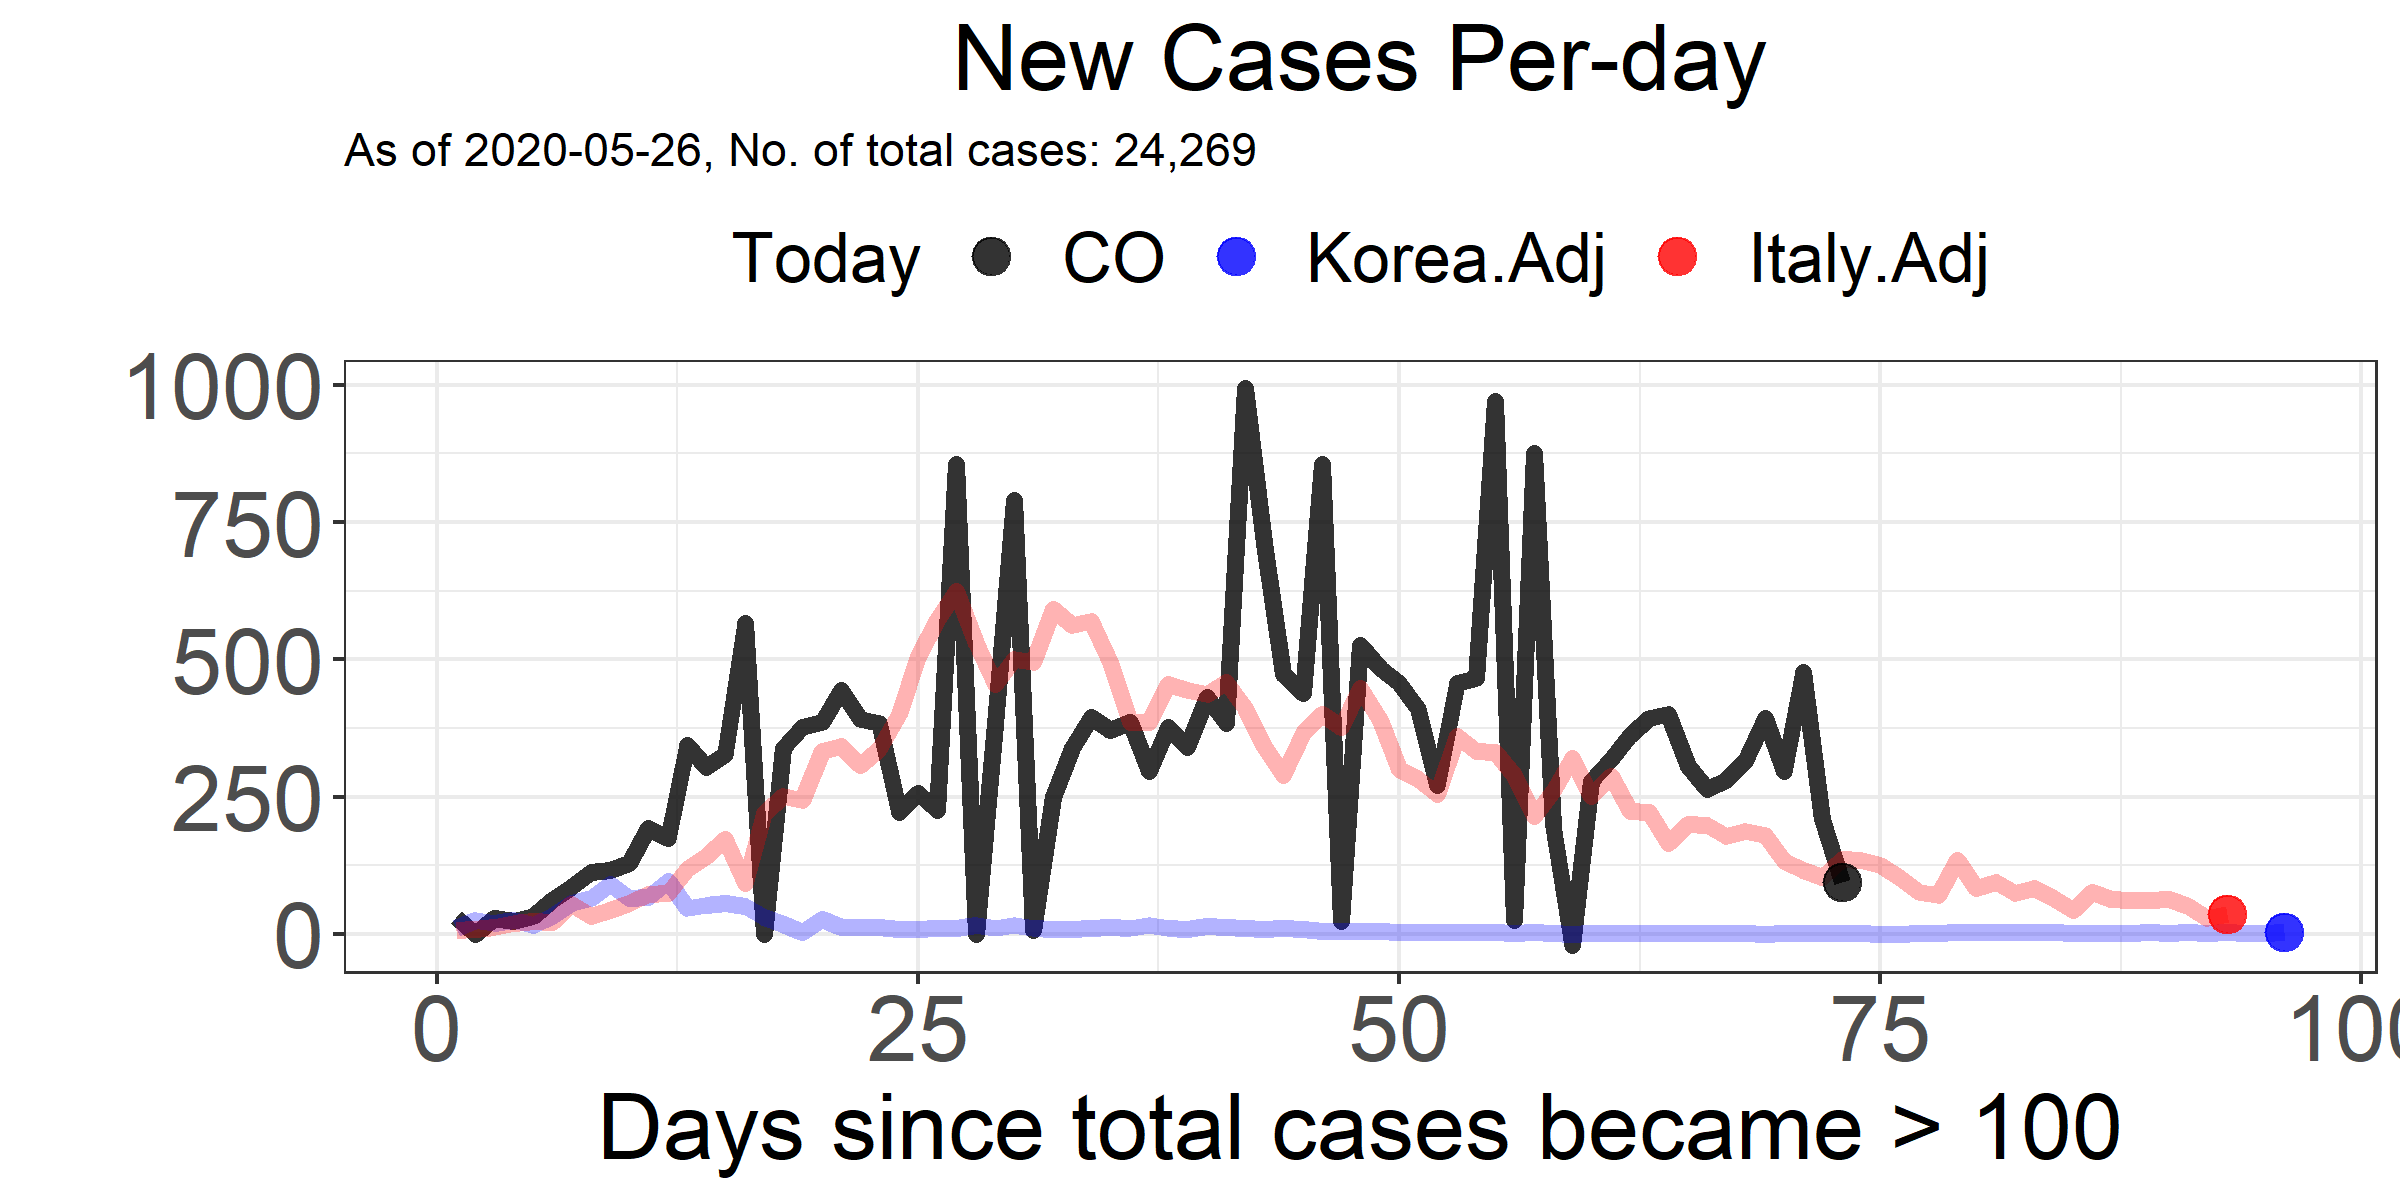 New Cases Per-day
As of 2020-05-26, No. of total cases: 24,269
Today CO Korea.Adj Italy.Adj
1000
750
500
250
0
0 25 50 75 100
Days since total cases became > 100